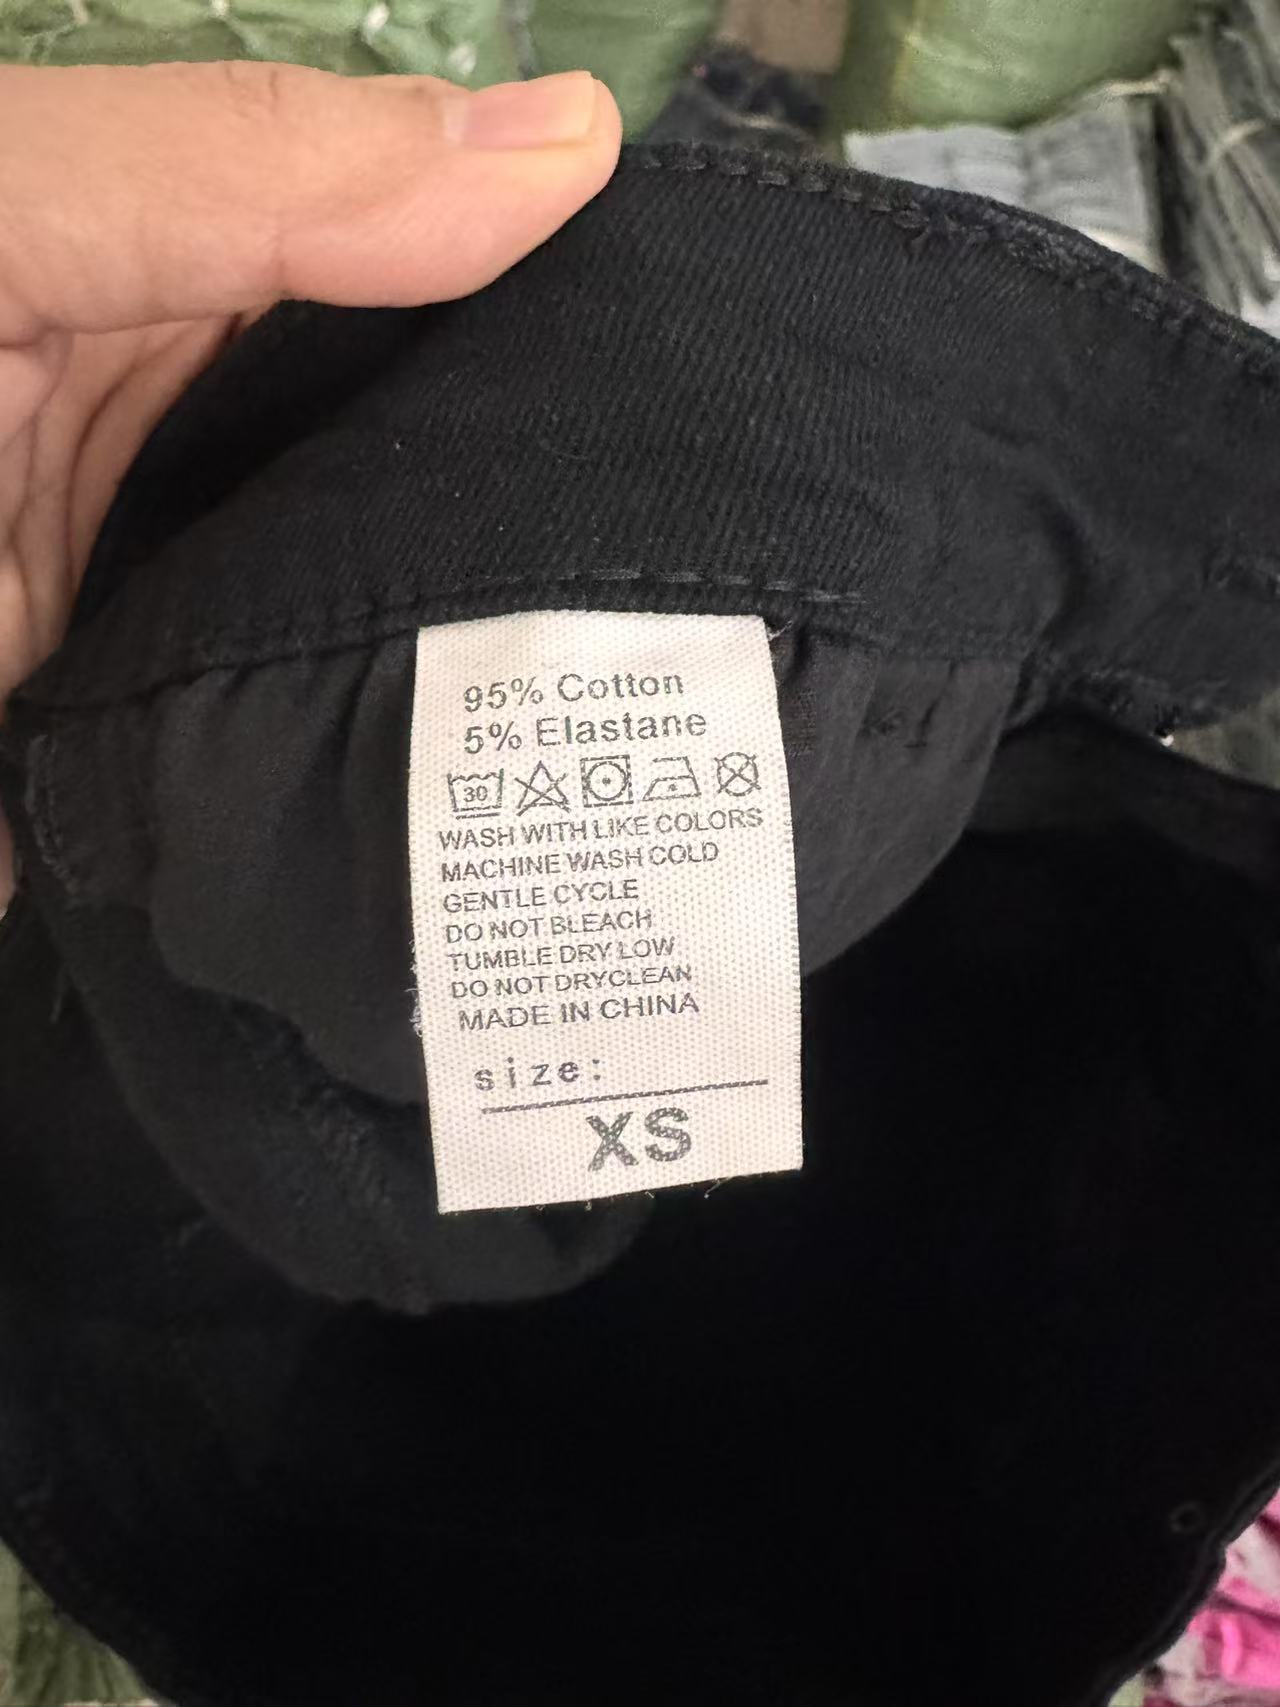 95% Cotton
5% Elastane
30
WASH WITH LIKE COLORS
MACHINE WASH COLD
GENTLE CYCLE
DO NOT BLEACH
TUMBLE DRY LOW
DO NOT DRYCLEAN
MADE IN CHINA
size:
XS